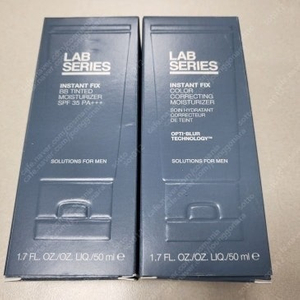 LAB
SERIES
INSTANT FIX
BB TINTED
MOISTURIZER
SPF 35 PA+++
SOLUTIONS FOR MEN
1.7 FL. OZ./OZ. LIQ./50 ml ℮
LAB
SERIES
INSTANT FIX
COLOR
CORRECTING
MOISTURIZER
SOIN HYDRATANT
CORRECTEUR
DE TEINT
OPTI-BLUR
TECHNOLOGY™
SOLUTIONS FOR MEN
1.7 FL. OZ./OZ. LIQ./50 ml ℮